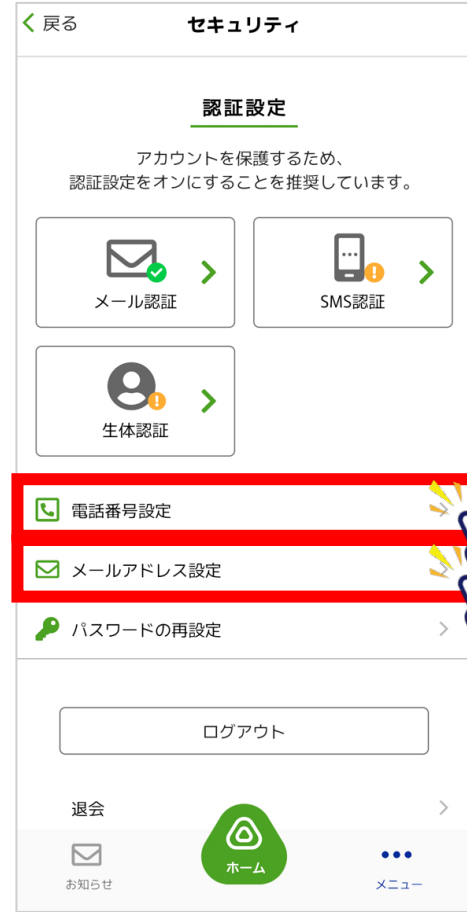 戻る
セキュリティ
認証設定
アカウントを保護するため、
認証設定をオンにすることを推奨しています。
メール認証
SMS認証
生体認証
電話番号設定
メールアドレス設定
パスワードの再設定
ログアウト
退会
お知らせ
ホーム
メニュー